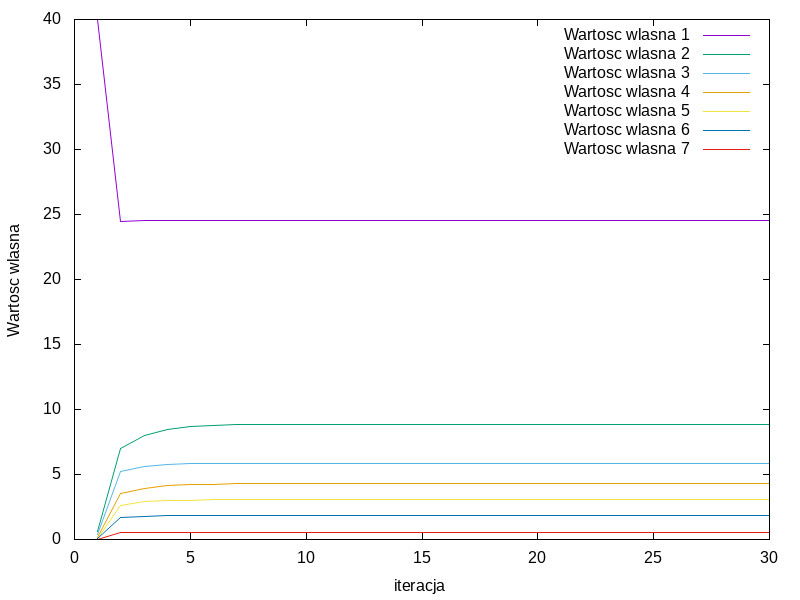 40
35
30
25
20
15
10
5
0
Wartosc wlasna
Wartosc wlasna 1
Wartosc wlasna 2
Wartosc wlasna 3
Wartosc wlasna 4
Wartosc wlasna 5
Wartosc wlasna 6
Wartosc wlasna 7
0 5 10 15 20 25 30
iteracja